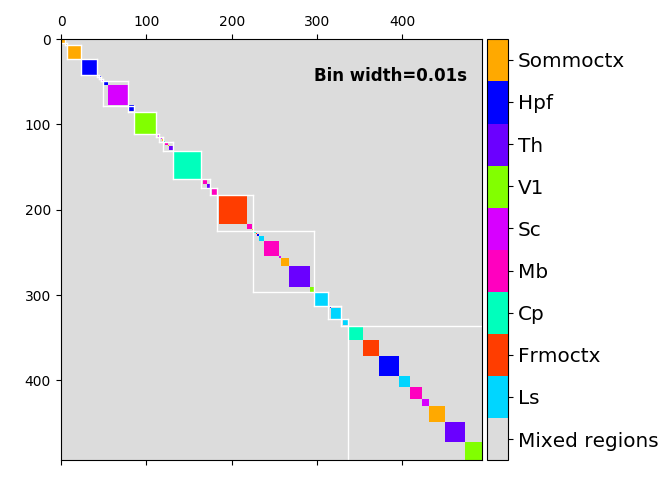 0 100 200 300 400
0
100
200
300
400
Bin width=0.01s
Sommoctx
Hpf
Th
V1
Sc
Mb
Cp
Frmoctx
Ls
Mixed regions